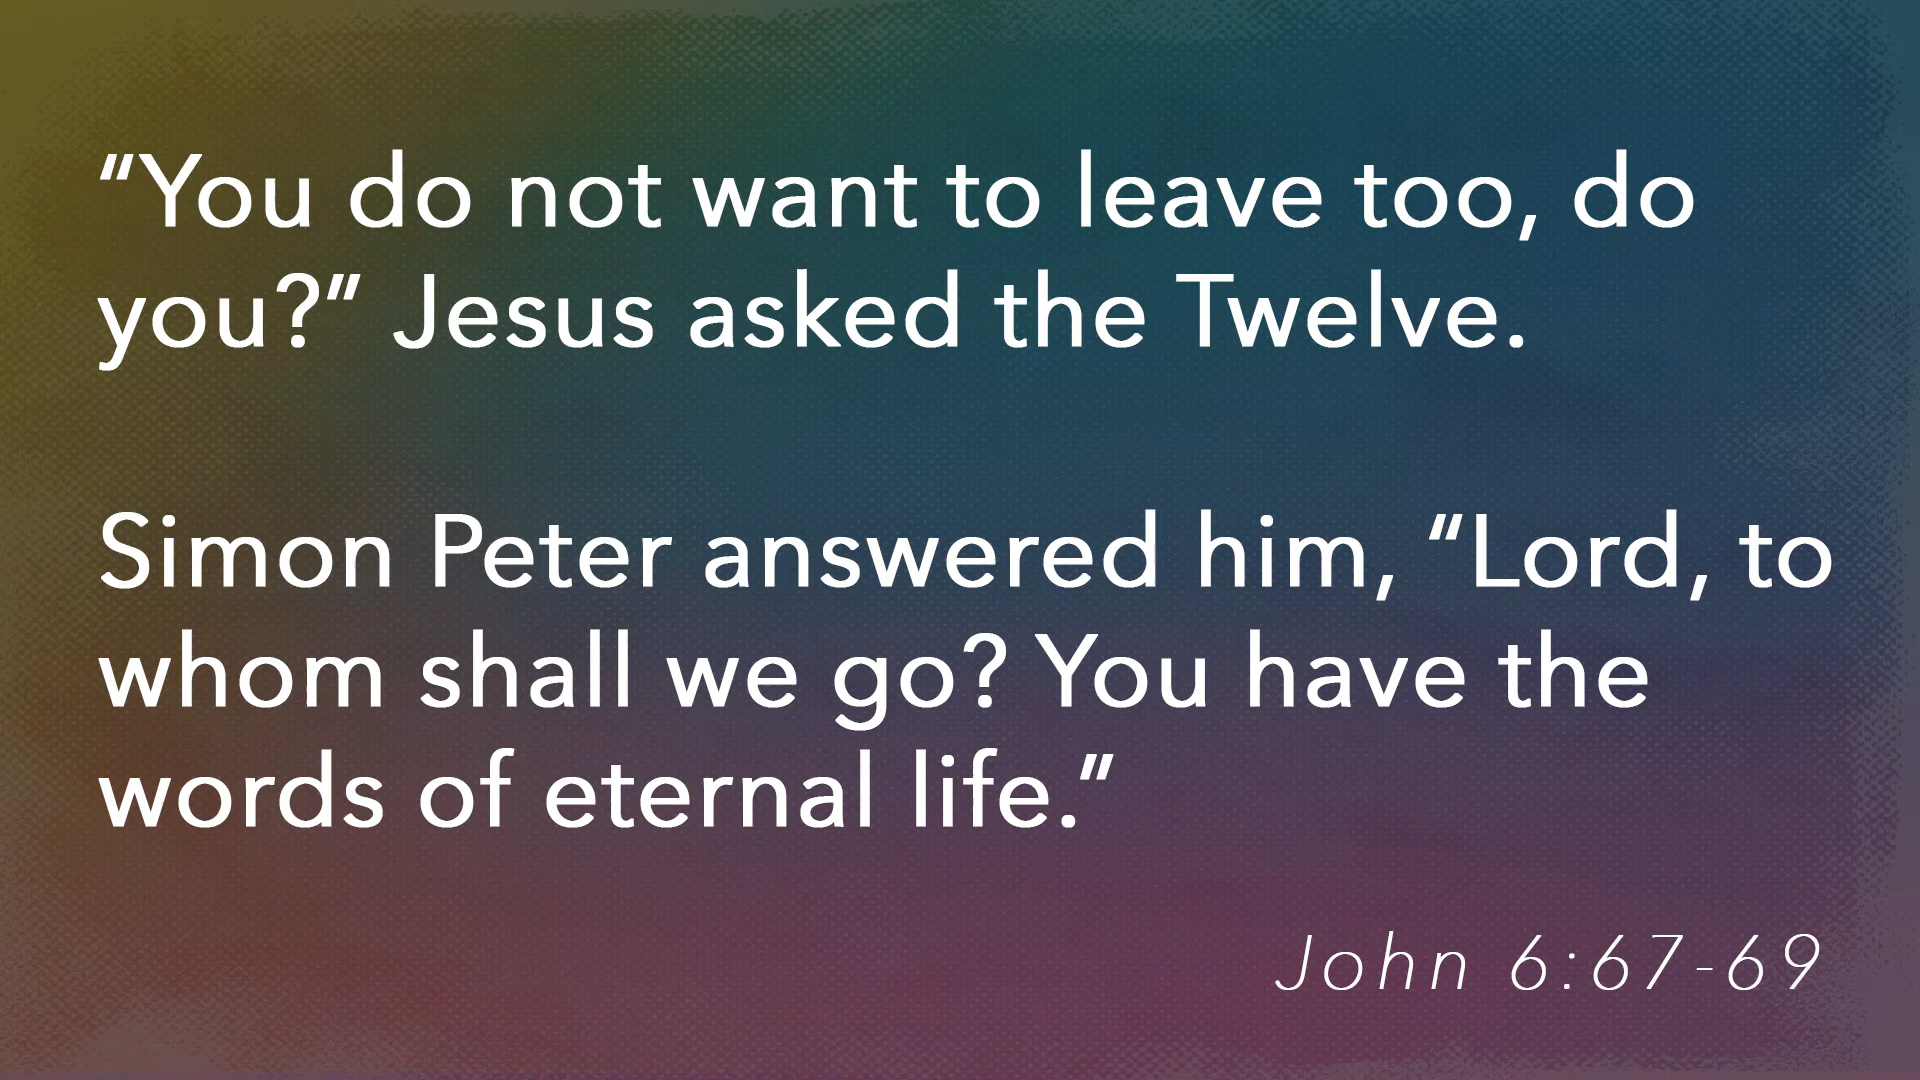 “You do not want to leave too, do
you?” Jesus asked the Twelve.
Simon Peter answered him, “Lord, to
whom shall we go? You have the
words of eternal life.”
John 6:67-69